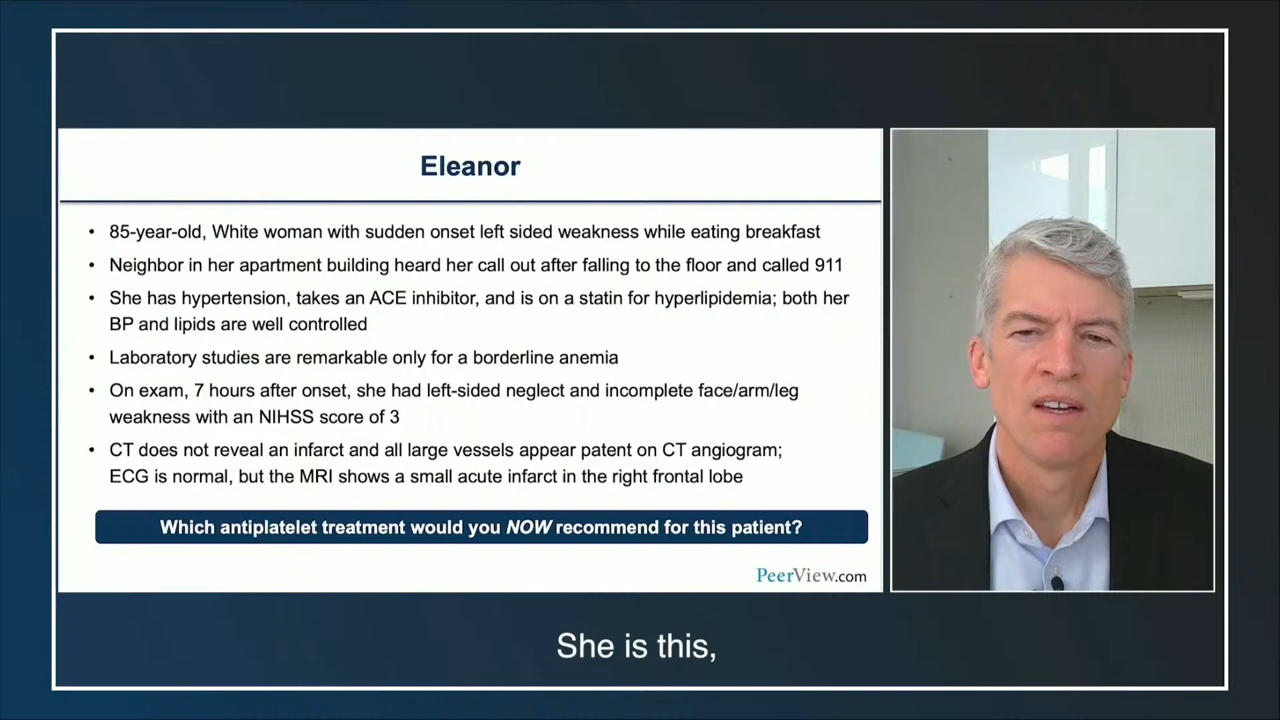 Eleanor
• 85-year-old, White woman with sudden onset left sided weakness while eating breakfast
• Neighbor in her apartment building heard her call out after falling to the floor and called 911
• She has hypertension, takes an ACE inhibitor, and is on a statin for hyperlipidemia; both her
BP and lipids are well controlled
• Laboratory studies are remarkable only for a borderline anemia
• On exam, 7 hours after onset, she had left-sided neglect and incomplete face/arm/leg
weakness with an NIHSS score of 3
• CT does not reveal an infarct and all large vessels appear patent on CT angiogram;
ECG is normal, but the MRI shows a small acute infarct in the right frontal lobe
Which antiplatelet treatment would you NOW recommend for this patient?
PeerView.com
She is this,